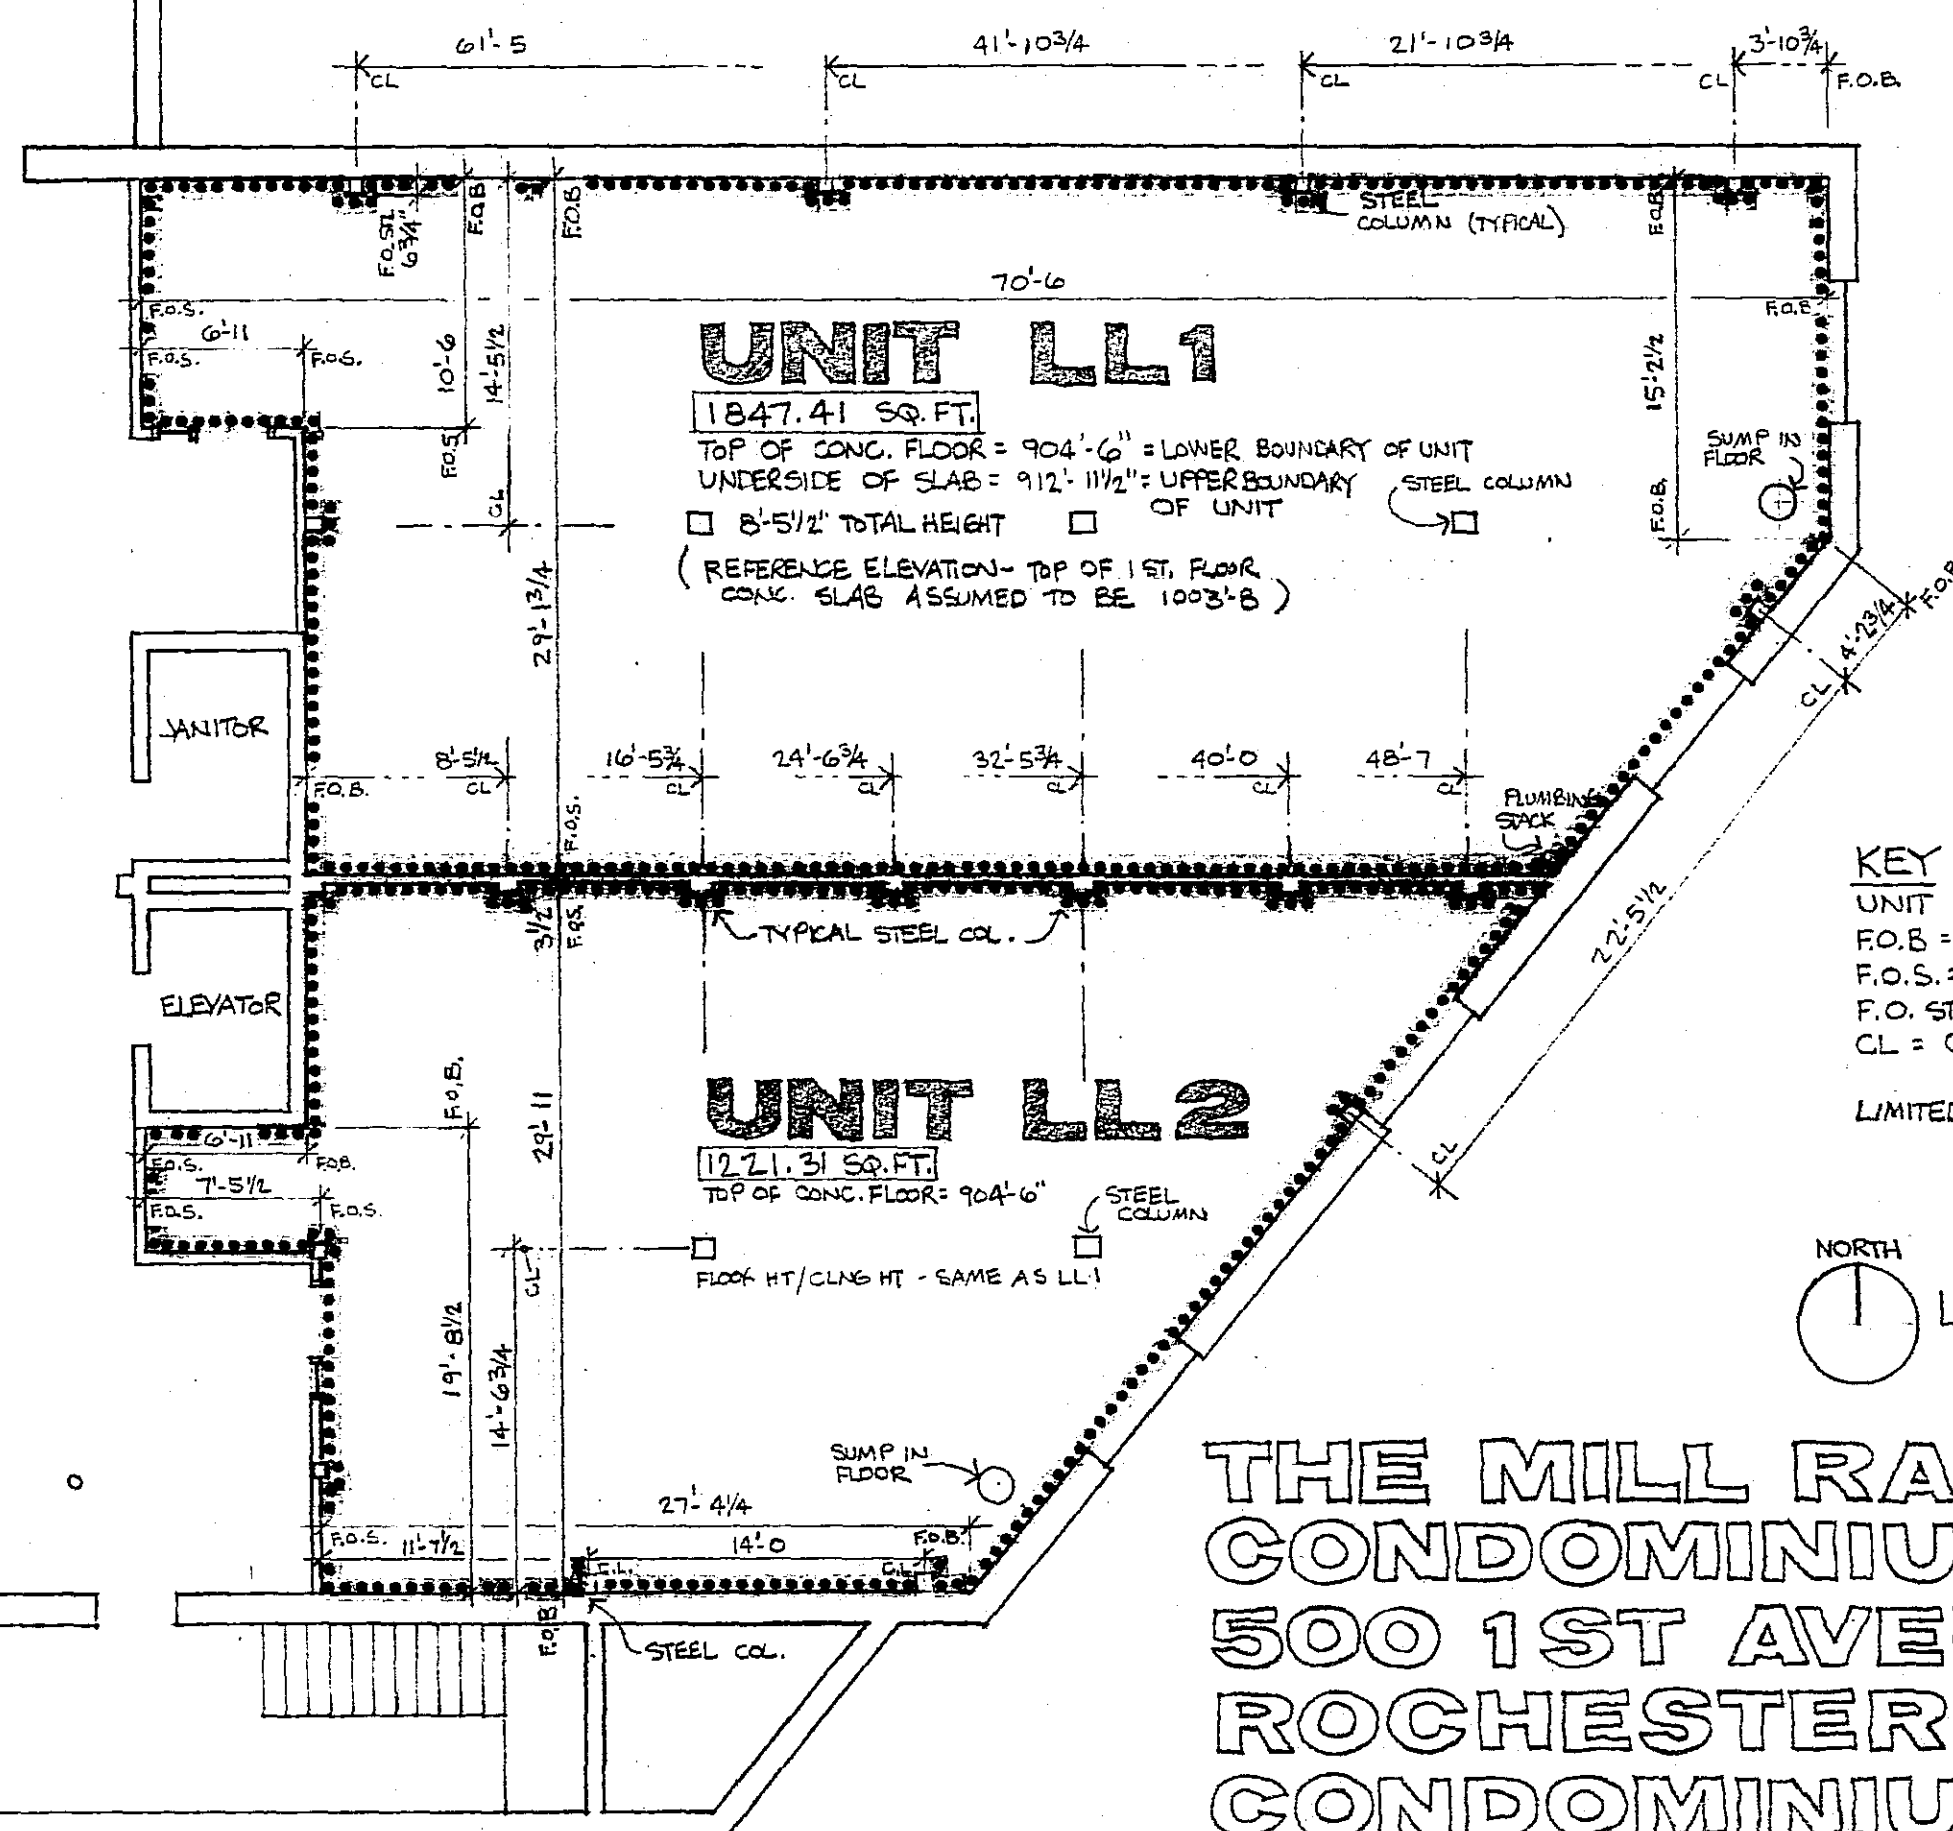 61'-5
41'-10 3/4
21'-10 3/4
3'-10 3/4
CL
CL
CL
CL
F.O.B.
F.O.STL
6 3/4"
F.O.B
F.O.B
STEEL
COLUMN (TYPICAL)
F.O.B.
70'-6
F.O.S.
F.O.B.
6'-11
F.O.S.
F.O.S.
10'-6
14'-5 1/2
15'-2 1/2
UNIT LL1
1847.41 SQ. FT.
TOP OF CONC. FLOOR = 904'-6" = LOWER BOUNDARY OF UNIT
UNDERSIDE OF SLAB = 912'-11 1/2" = UPPER BOUNDARY
OF UNIT
STEEL COLUMN
8'-5 1/2" TOTAL HEIGHT
(REFERENCE ELEVATION- TOP OF 1ST. FLOOR
CONC. SLAB ASSUMED TO BE 1003'-8)
SUMP IN
FLOOR
F.O.S.
CL
F.O.B.
F.O.B
4'-2 3/4
CL
29'-1 3/4
JANITOR
8'-5 1/2
16'-5 3/4
24'-6 3/4
32'-5 3/4
40'-0
48'-7
F.O.B.
CL
CL
CL
CL
CL
CL
PLUMBING
STACK
F.O.S.
3 1/2
F.O.S.
TYPICAL STEEL COL.
22'-5 1/2
KEY
UNIT
F.O.B =
F.O.S. =
F.O. ST
CL =
LIMITED
ELEVATOR
F.O.B.
29'-11
UNIT LL2
1221.31 SQ. FT.
TOP OF CONC. FLOOR = 904'-6"
STEEL
COLUMN
CL
6'-11
F.O.S.
F.O.B.
7'-5 1/2
F.O.S.
F.O.S.
CL
FLOOR HT/CLNG HT - SAME AS LL1
NORTH
19'-8 1/2
14'-6 3/4
SUMP IN
FLOOR
27'-4 1/4
F.O.S.
11'-7 1/2
14'-0
F.O.B.
C.L.
C.L.
F.O.B
STEEL COL.
THE MILL RA
CONDOMINIU
500 1ST AVE
ROCHESTER
CONDOMINIU